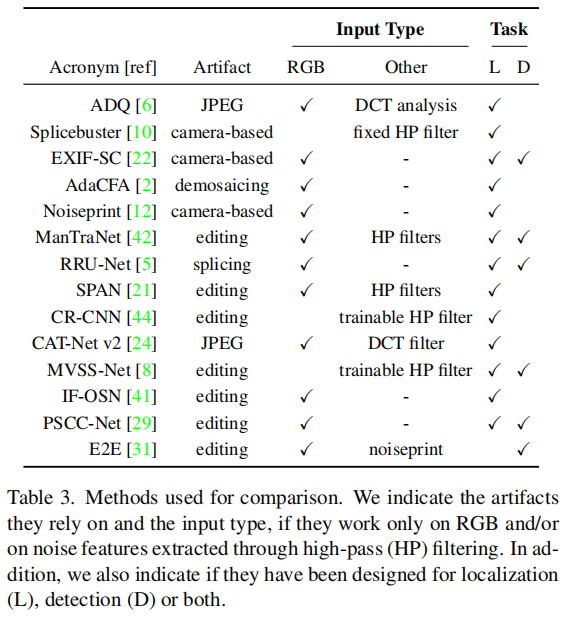 Input Type Task
Acronym [ref] Artifact RGB Other L D
ADQ [6] JPEG ✓ DCT analysis ✓
Splicebuster [10] camera-based fixed HP filter ✓
EXIF-SC [22] camera-based ✓ - ✓ ✓
AdaCFA [2] demosaicing ✓ - ✓
Noiseprint [12] camera-based ✓ - ✓
ManTraNet [42] editing ✓ HP filters ✓ ✓
RRU-Net [5] splicing ✓ - ✓ ✓
SPAN [21] editing ✓ HP filters ✓
CR-CNN [44] editing trainable HP filter ✓
CAT-Net v2 [24] JPEG ✓ DCT filter ✓
MVSS-Net [8] editing trainable HP filter ✓ ✓
IF-OSN [41] editing ✓ - ✓
PSCC-Net [29] editing ✓ - ✓ ✓
E2E [31] editing ✓ noiseprint ✓
Table 3. Methods used for comparison. We indicate the artifacts
they rely on and the input type, if they work only on RGB and/or
on noise features extracted through high-pass (HP) filtering. In ad-
dition, we also indicate if they have been designed for localization
(L), detection (D) or both.